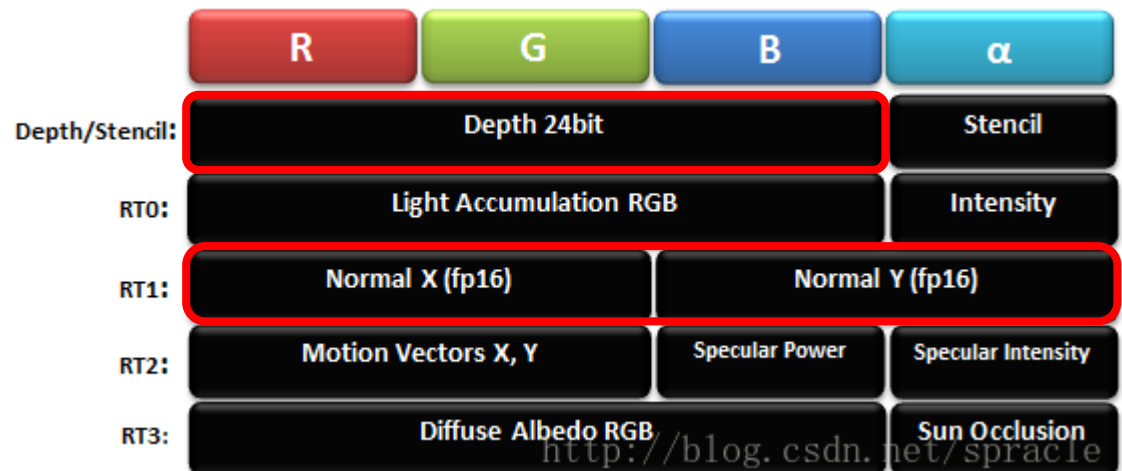 R G B α
Depth/Stencil: Depth 24bit Stencil
RT0: Light Accumulation RGB Intensity
RT1: Normal X (fp16) Normal Y (fp16)
RT2: Motion Vectors X, Y Specular Power Specular Intensity
RT3: Diffuse Albedo RGB Sun Occlusion
http://blog.csdn.net/spracle